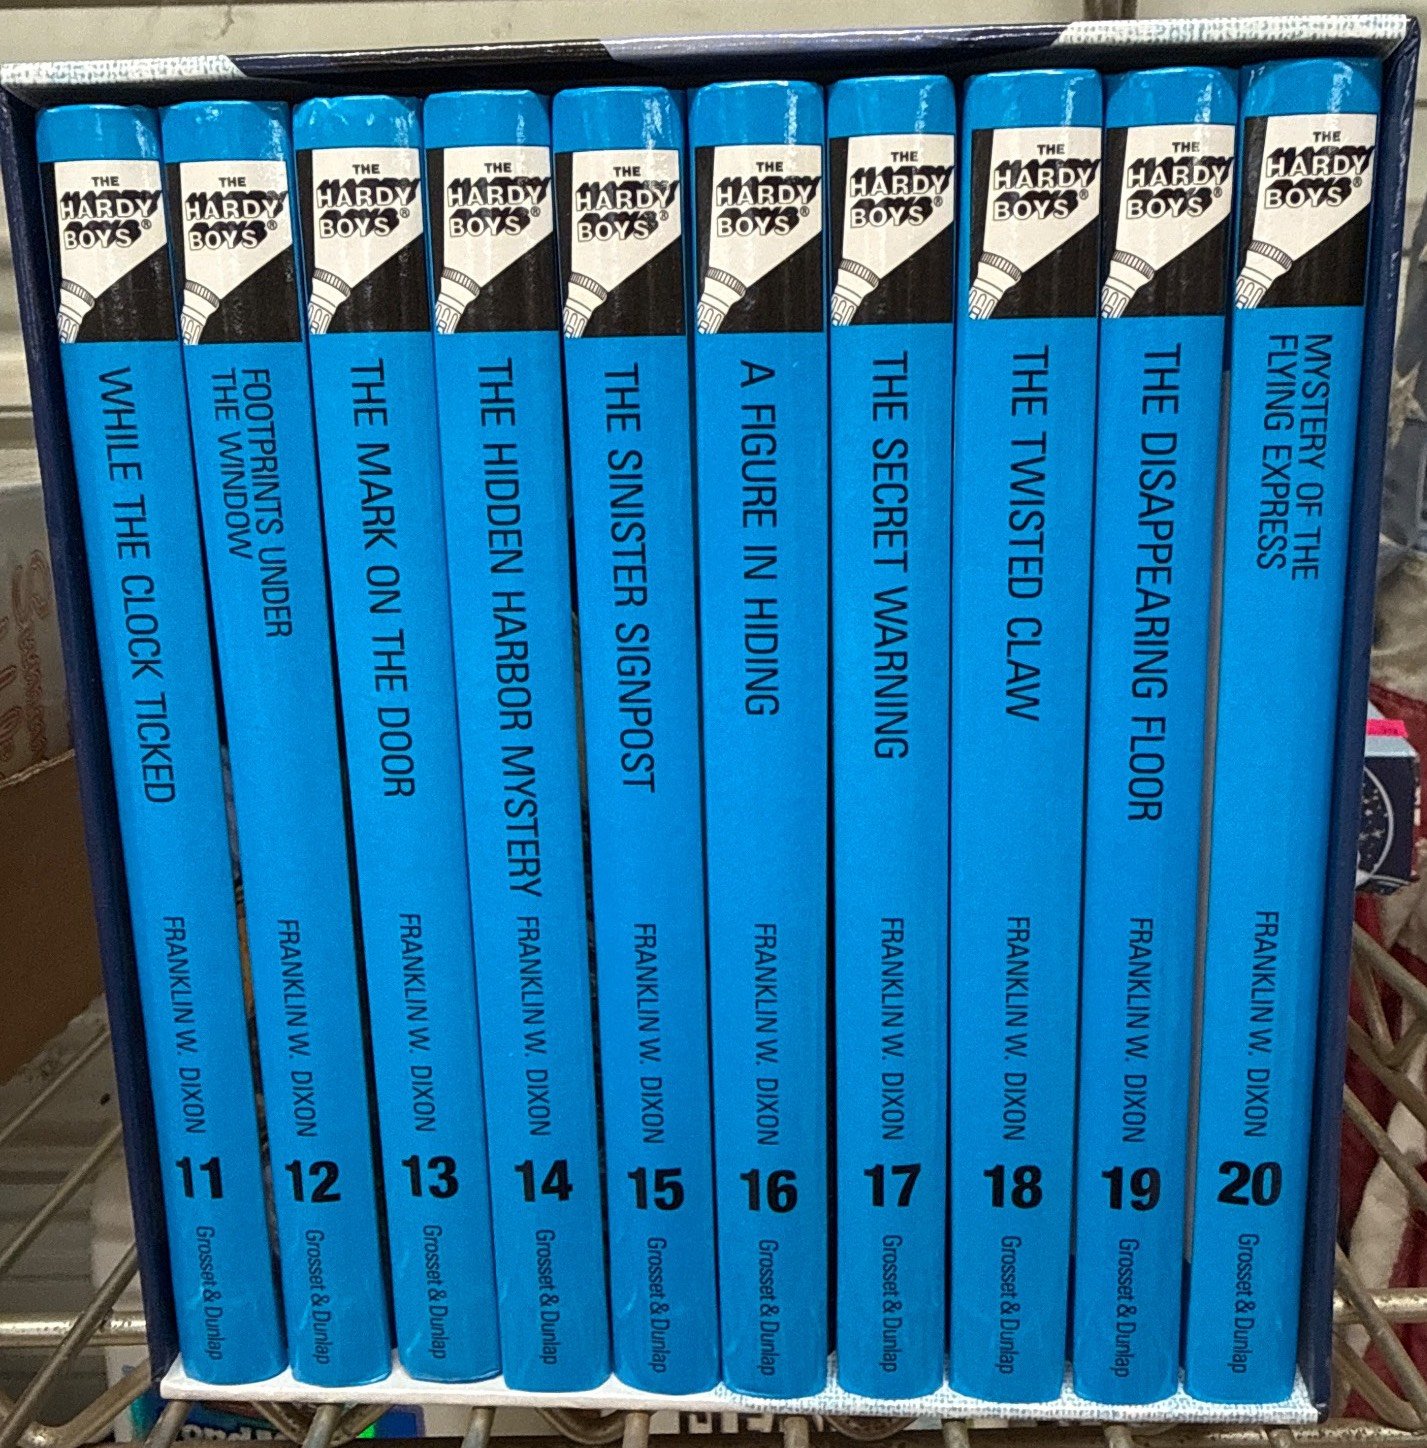 THE
HARDY
BOYS®
WHILE THE CLOCK TICKED
FRANKLIN W. DIXON
11
Grosset & Dunlap
THE
HARDY
BOYS®
FOOTPRINTS UNDER
THE WINDOW
FRANKLIN W. DIXON
12
Grosset & Dunlap
THE
HARDY
BOYS®
THE MARK ON THE DOOR
FRANKLIN W. DIXON
13
Grosset & Dunlap
THE
HARDY
BOYS®
THE HIDDEN HARBOR MYSTERY
FRANKLIN W. DIXON
14
Grosset & Dunlap
THE
HARDY
BOYS®
THE SINISTER SIGNPOST
FRANKLIN W. DIXON
15
Grosset & Dunlap
THE
HARDY
BOYS®
A FIGURE IN HIDING
FRANKLIN W. DIXON
16
Grosset & Dunlap
THE
HARDY
BOYS®
THE SECRET WARNING
FRANKLIN W. DIXON
17
Grosset & Dunlap
THE
HARDY
BOYS®
THE TWISTED CLAW
FRANKLIN W. DIXON
18
Grosset & Dunlap
THE
HARDY
BOYS®
THE DISAPPEARING FLOOR
FRANKLIN W. DIXON
19
Grosset & Dunlap
THE
HARDY
BOYS®
MYSTERY OF THE
FLYING EXPRESS
FRANKLIN W. DIXON
20
Grosset & Dunlap